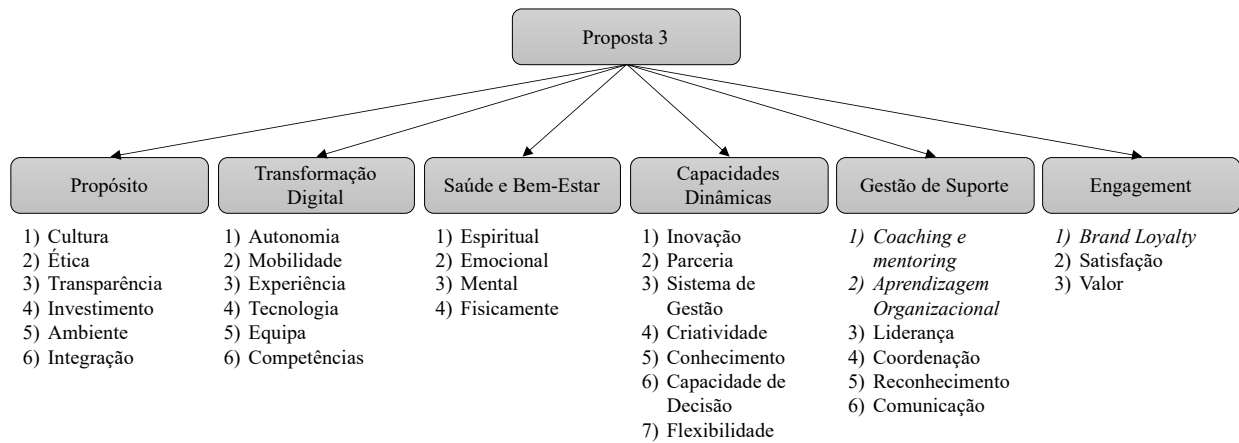 Proposta 3
Propósito
1) Cultura
2) Ética
3) Transparência
4) Investimento
5) Ambiente
6) Integração
Transformação
Digital
1) Autonomia
2) Mobilidade
3) Experiência
4) Tecnologia
5) Equipa
6) Competências
Saúde e Bem-Estar
1) Espiritual
2) Emocional
3) Mental
4) Fisicamente
Capacidades
Dinâmicas
1) Inovação
2) Parceria
3) Sistema de
Gestão
4) Criatividade
5) Conhecimento
6) Capacidade de
Decisão
7) Flexibilidade
Gestão de Suporte
1) Coaching e
mentoring
2) Aprendizagem
Organizacional
3) Liderança
4) Coordenação
5) Reconhecimento
6) Comunicação
Engagement
1) Brand Loyalty
2) Satisfação
3) Valor